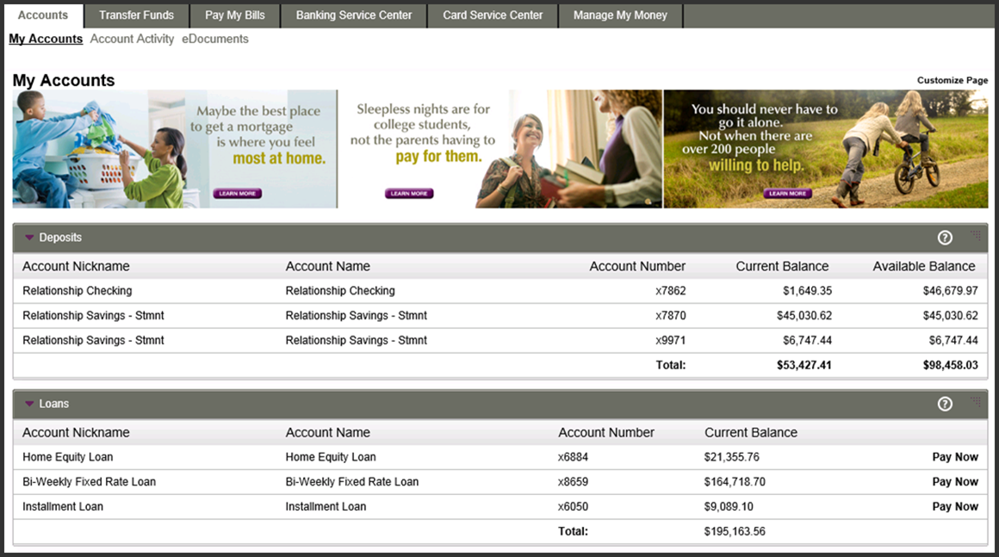 Accounts Transfer Funds Pay My Bills Banking Service Center Card Service Center Manage My Money
My Accounts Account Activity eDocuments
My Accounts
Customize Page
Maybe the best place
to get a mortgage
is where you feel
most at home.
LEARN MORE
Sleepless nights are for
college students,
not the parents having to
pay for them.
LEARN MORE
You should never have to
go it alone.
Not when there are
over 200 people
willing to help.
LEARN MORE
Deposits ?
Account Nickname Account Name Account Number Current Balance Available Balance
Relationship Checking Relationship Checking x7862 $1,649.35 $46,679.97
Relationship Savings - Stmnt Relationship Savings - Stmnt x7870 $45,030.62 $45,030.62
Relationship Savings - Stmnt Relationship Savings - Stmnt x9971 $6,747.44 $6,747.44
Total: $53,427.41 $98,458.03
Loans ?
Account Nickname Account Name Account Number Current Balance
Home Equity Loan Home Equity Loan x6884 $21,355.76 Pay Now
Bi-Weekly Fixed Rate Loan Bi-Weekly Fixed Rate Loan x8659 $164,718.70 Pay Now
Installment Loan Installment Loan x6050 $9,089.10 Pay Now
Total: $195,163.56